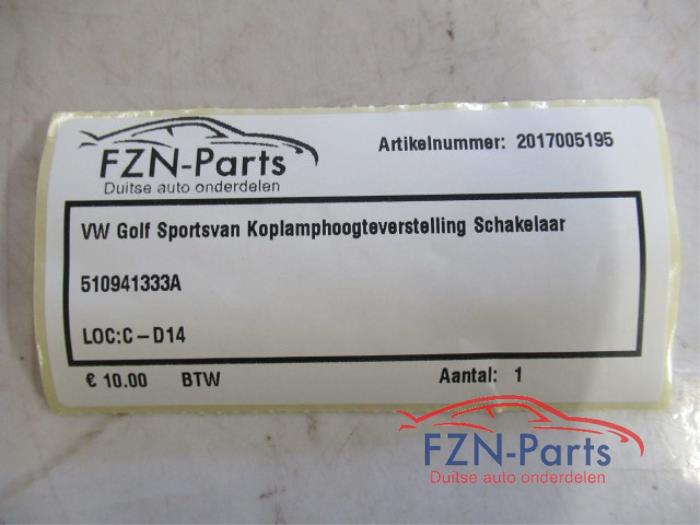 FZN-Parts
Duitse auto onderdelen
Artikelnummer: 2017005195
VW Golf Sportsvan Koplamphoogteverstelling Schakelaar
510941333A
LOC:C-D14
€ 10.00 BTW Aantal: 1
FZN-Parts
Duitse auto onderdelen